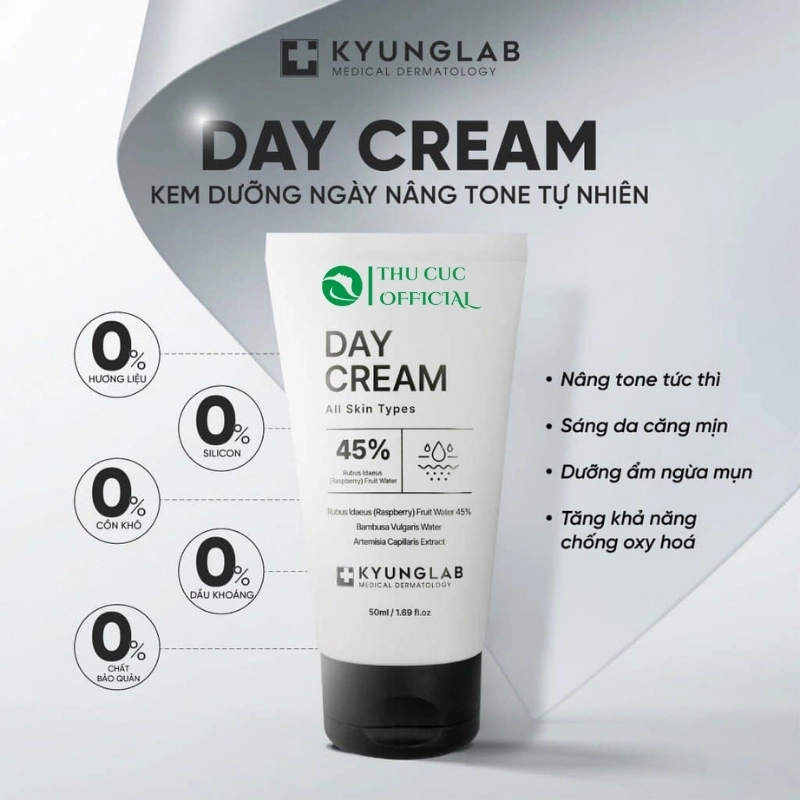 KYUNGLAB
MEDICAL DERMATOLOGY
DAY CREAM
KEM DƯỠNG NGÀY NÂNG TONE TỰ NHIÊN
THU CUC
OFFICIAL
DAY
CREAM
All Skin Types
45%
Rubus Idaeus
(Raspberry) Fruit Water
Rubus Idaeus (Raspberry) Fruit Water 45%
Bambusa Vulgaris Water
Artemisia Capillaris Extract
KYUNGLAB
MEDICAL DERMATOLOGY
50ml / 1.69 fl.oz
0%
HƯƠNG LIỆU
0%
SILICON
0%
CỒN KHÔ
0%
DẦU KHOÁNG
0%
CHẤT
BẢO QUẢN
• Nâng tone tức thì
• Sáng da căng mịn
• Dưỡng ẩm ngừa mụn
• Tăng khả năng
chống oxy hoá